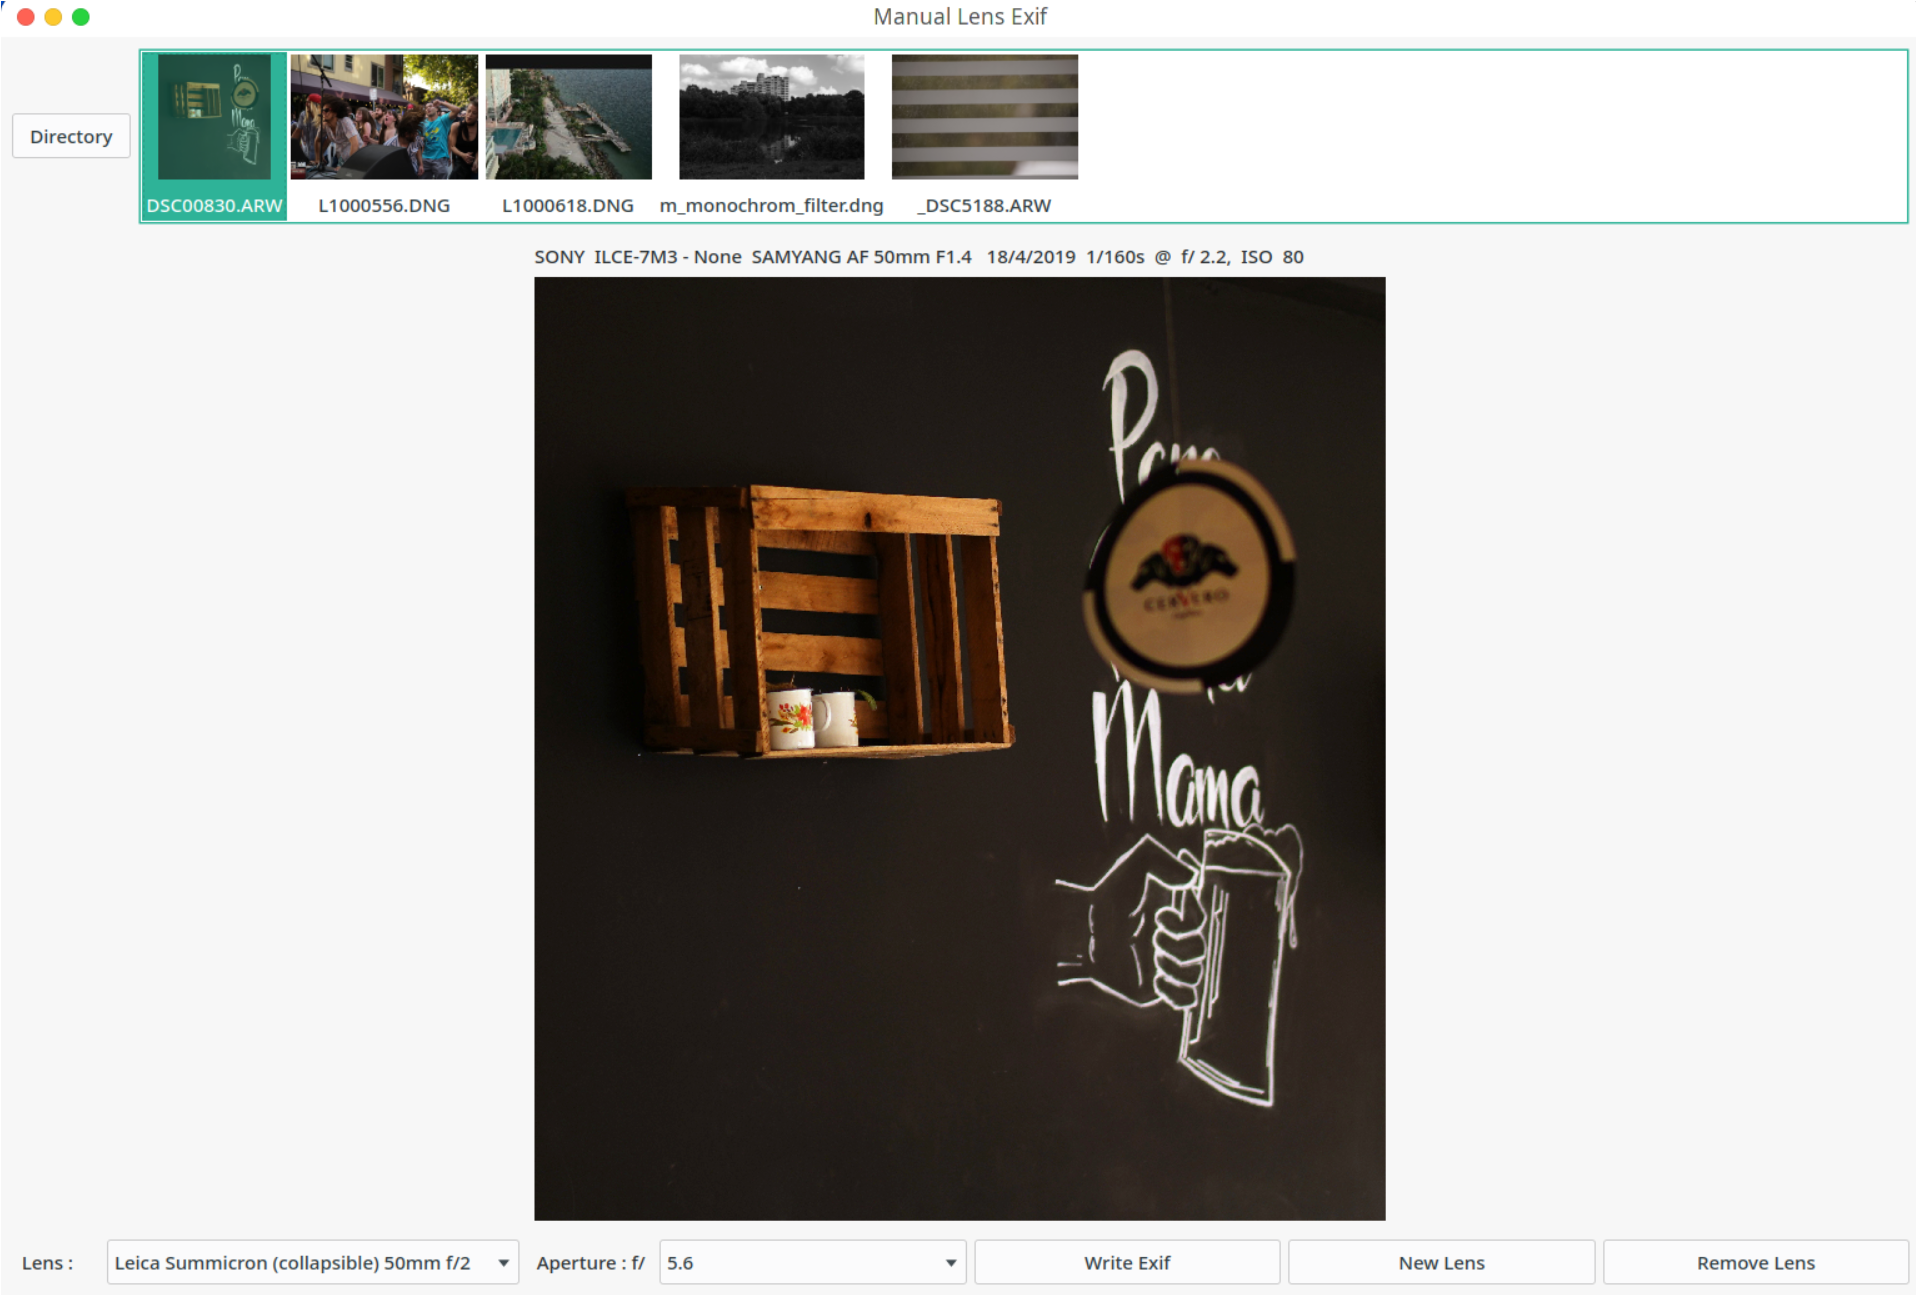 Manual Lens Exif
Directory
DSC00830.ARW
L1000556.DNG
L1000618.DNG
m_monochrom_filter.dng
_DSC5188.ARW
SONY ILCE-7M3 - None SAMYANG AF 50mm F1.4 18/4/2019 1/160s @ f/ 2.2, ISO 80
CERVERO
Mama
Lens :
Leica Summicron (collapsible) 50mm f/2
Aperture : f/
5.6
Write Exif
New Lens
Remove Lens